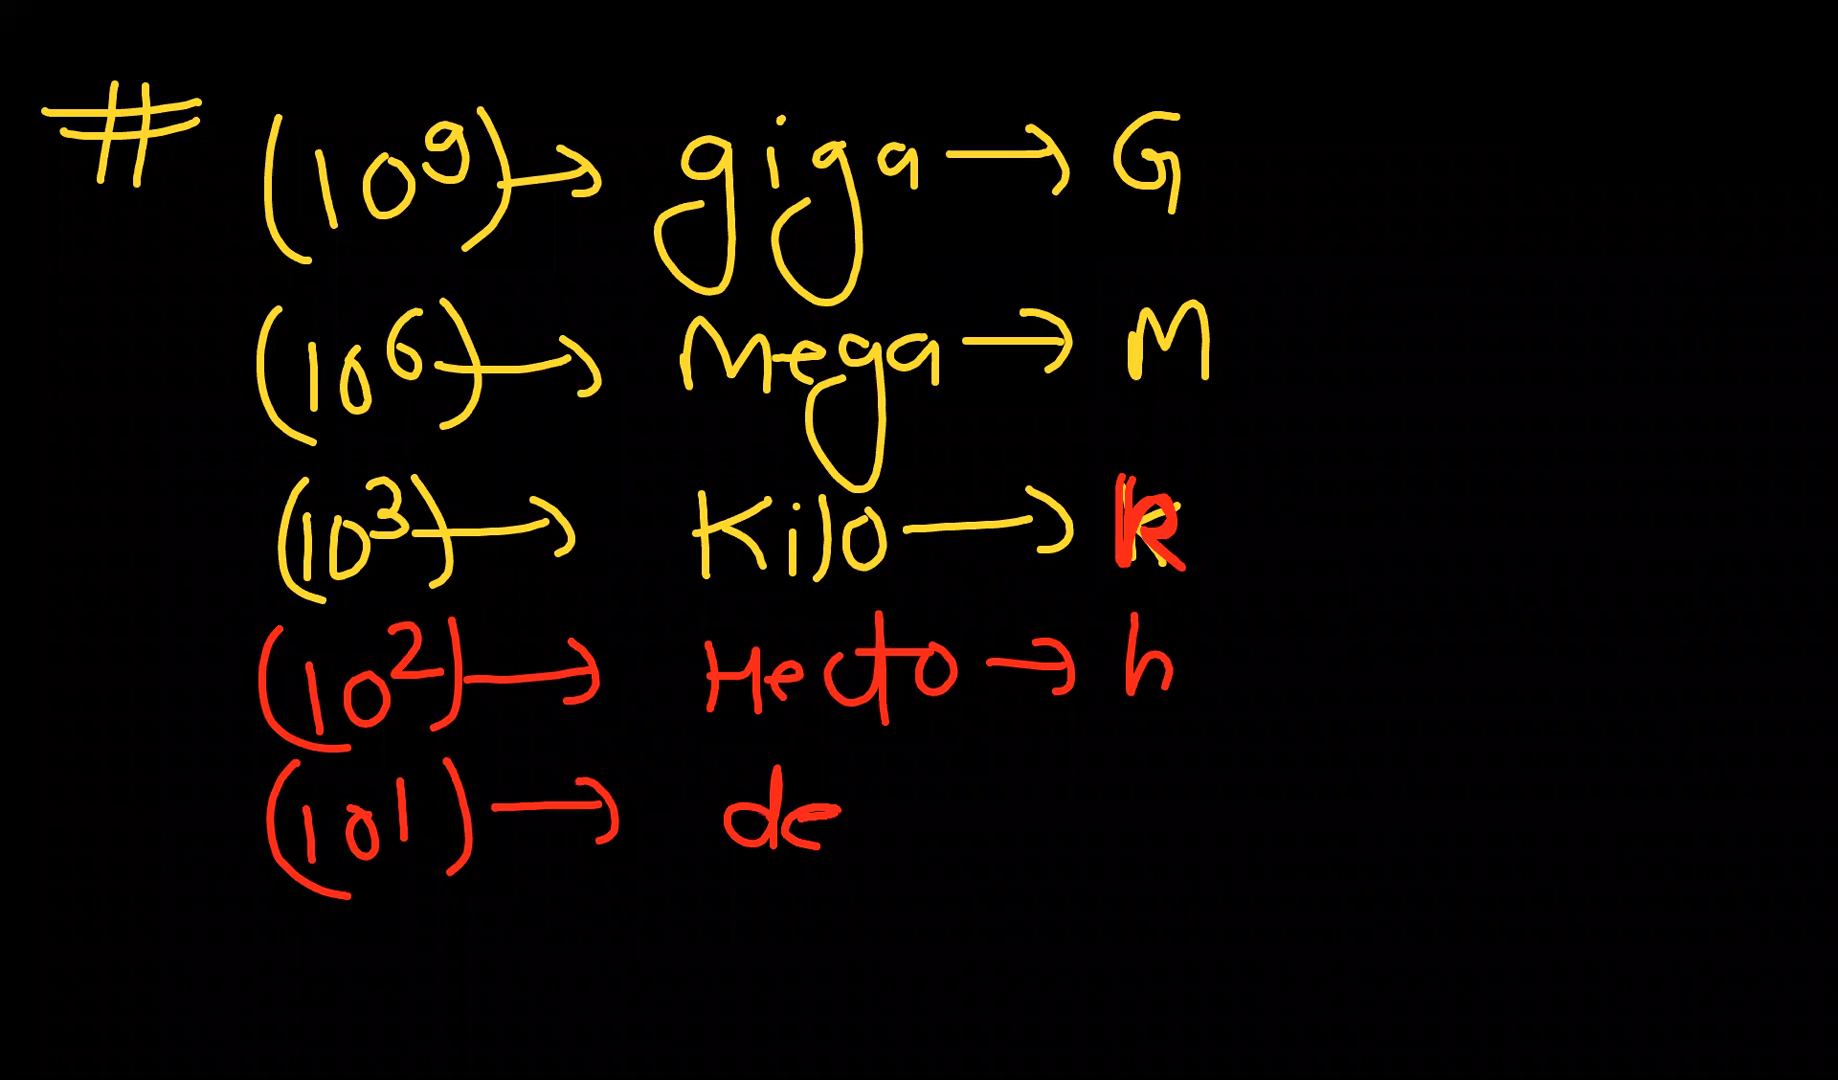 # (10⁹) → giga → G
(10⁶) → Mega → M
(10³) → Kilo → k
(10²) → Hecto → h
(10¹) → de